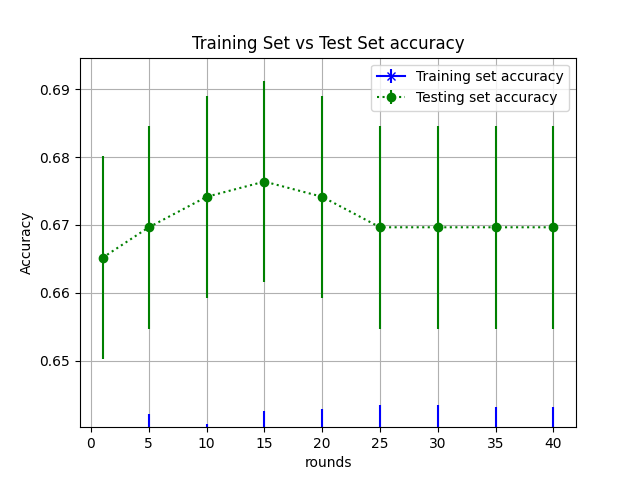 Training Set vs Test Set accuracy
Training set accuracy
Testing set accuracy
0.69
0.68
0.67
0.66
0.65
Accuracy
0 5 10 15 20 25 30 35 40
rounds